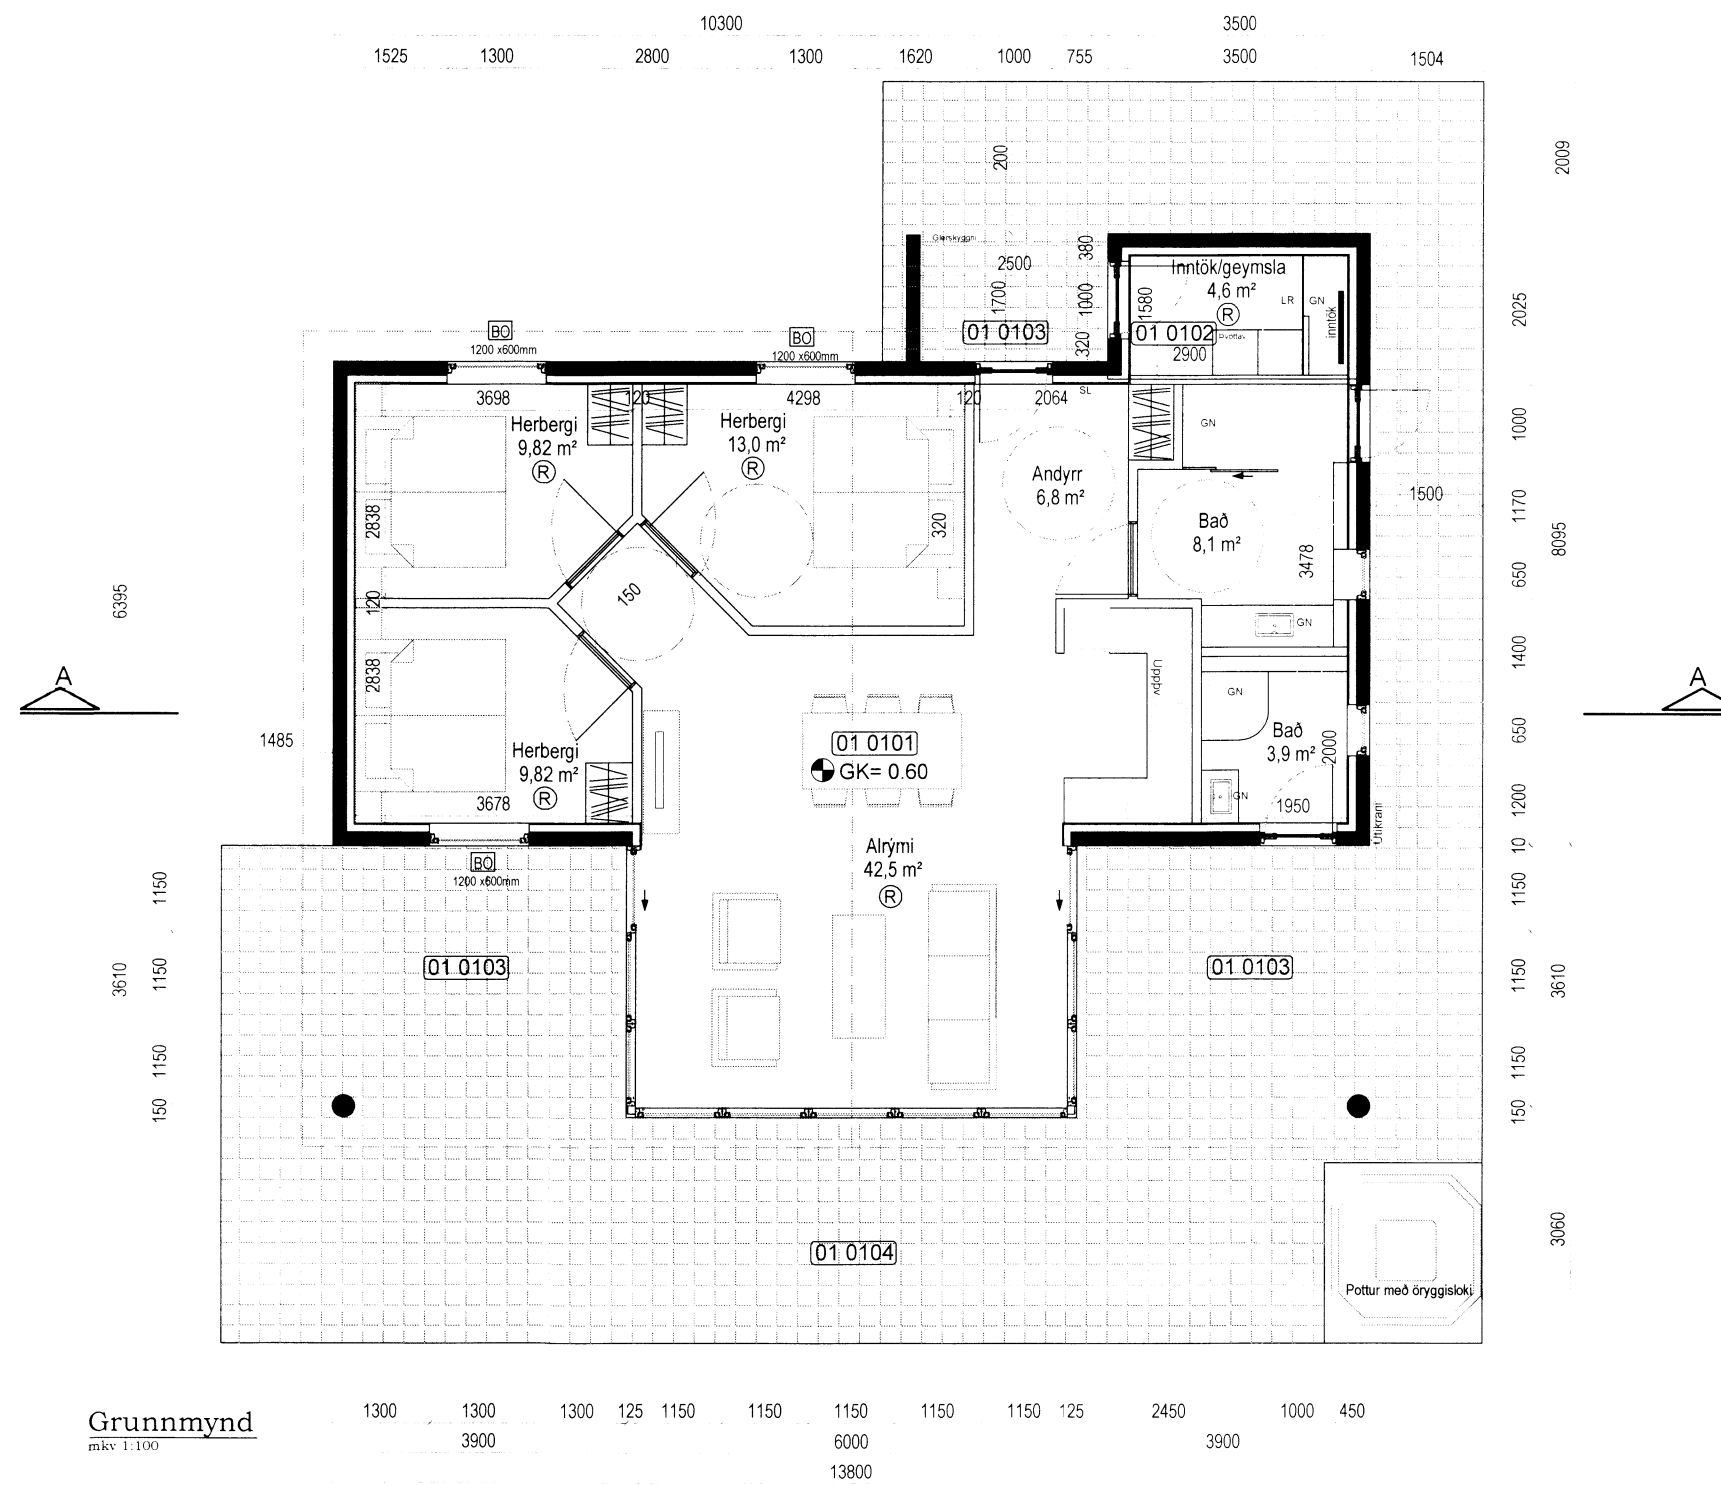 10300 3500
1525 1300 2800 1300 1620 1000 755 3500 1504
200
2009
Glerskyggni
380
2500
Inntök/geymsla
4,6 m²
R
LR GN
1700
1000
1580
inntök
2025
BO
1200 x600mm
BO
1200 x600mm
01 0103
01 0102
320
Þvottav
2900
3698 120 4298 120 2064 SL
Herbergi
9,82 m²
R
Herbergi
13,0 m²
R
GN
1000
Andyrr
6,8 m²
1500
1170
2838
320
Bað
8,1 m²
3478
8095
650
6395
120
150
GN
1400
A
2838
Uppþv
GN
A
1485
01 0101
GK= 0.60
Bað
3,9 m²
2000
650
Herbergi
9,82 m²
R
3678
GN
1950
1200
Útikrani
BO
1200 x600mm
Alrými
42,5 m²
R
10
1150
1150
3610
1150
01 0103
01 0103
1150
3610
1150
1150
150
150
01 0104
3060
Pottur með öryggisloki
Grunnmynd
mkv 1:100
1300 1300 1300 125 1150 1150 1150 1150 1150 125 2450 1000 450
3900 6000 3900
13800